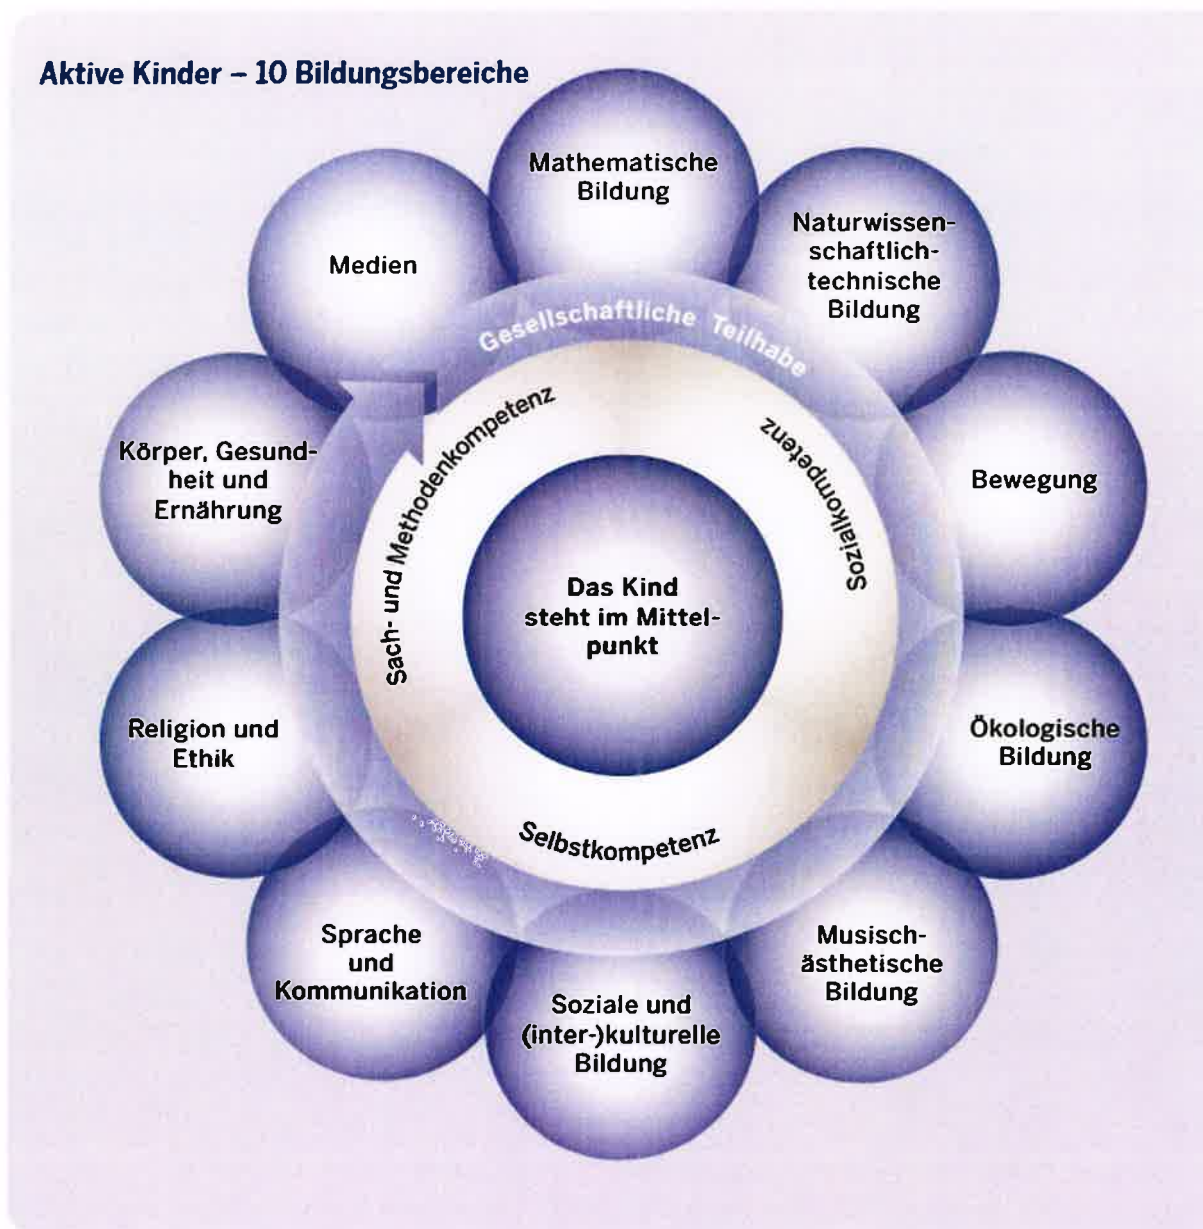 Aktive Kinder – 10 Bildungsbereiche
Mathematische
Bildung
Naturwissen-
schaftlich-
technische
Bildung
Medien
Gesellschaftliche Teilhabe
Körper, Gesund-
heit und
Ernährung
Sach- und Methodenkompetenz
Sozialkompetenz
Bewegung
Das Kind
steht im Mittel-
punkt
Religion und
Ethik
Ökologische
Bildung
Selbstkompetenz
Sprache
und
Kommunikation
Soziale und
(inter-)kulturelle
Bildung
Musisch-
ästhetische
Bildung